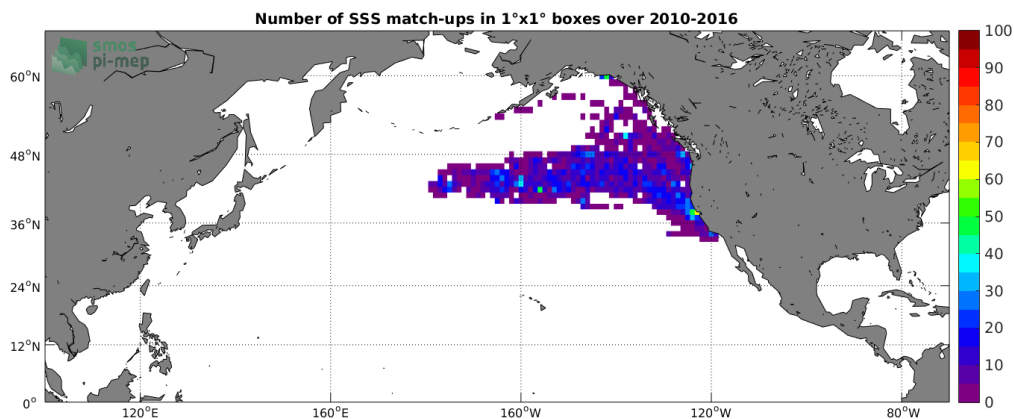 Number of SSS match-ups in 1°x1° boxes over 2010-2016
smos
pi-mep
60°N
48°N
36°N
24°N
12°N
0°
120°E
160°E
160°W
120°W
80°W
100
90
80
70
60
50
40
30
20
10
0